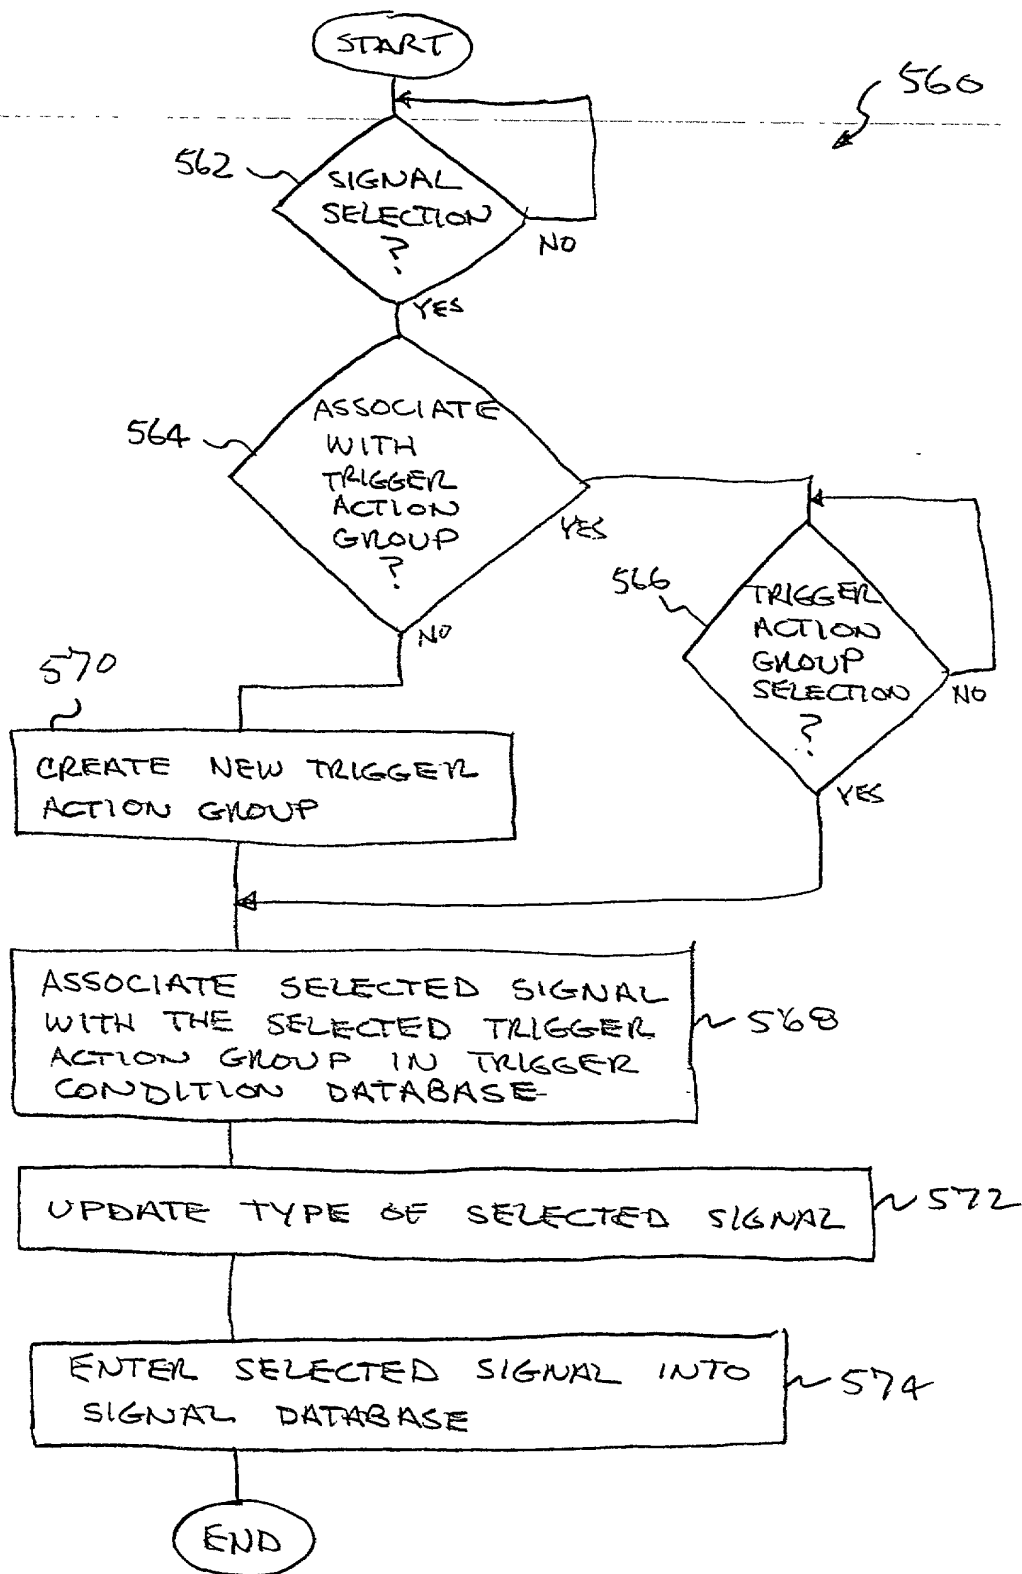 START
560
562
SIGNAL
SELECTION
?
NO
YES
564
ASSOCIATE
WITH
TRIGGER
ACTION
GROUP
?
YES
NO
566
TRIGGER
ACTION
GROUP
SELECTION
?
NO
YES
570
CREATE NEW TRIGGER
ACTION GROUP
ASSOCIATE SELECTED SIGNAL
WITH THE SELECTED TRIGGER
ACTION GROUP IN TRIGGER
CONDITION DATABASE
568
UPDATE TYPE OF SELECTED SIGNAL
572
ENTER SELECTED SIGNAL INTO
SIGNAL DATABASE
574
END